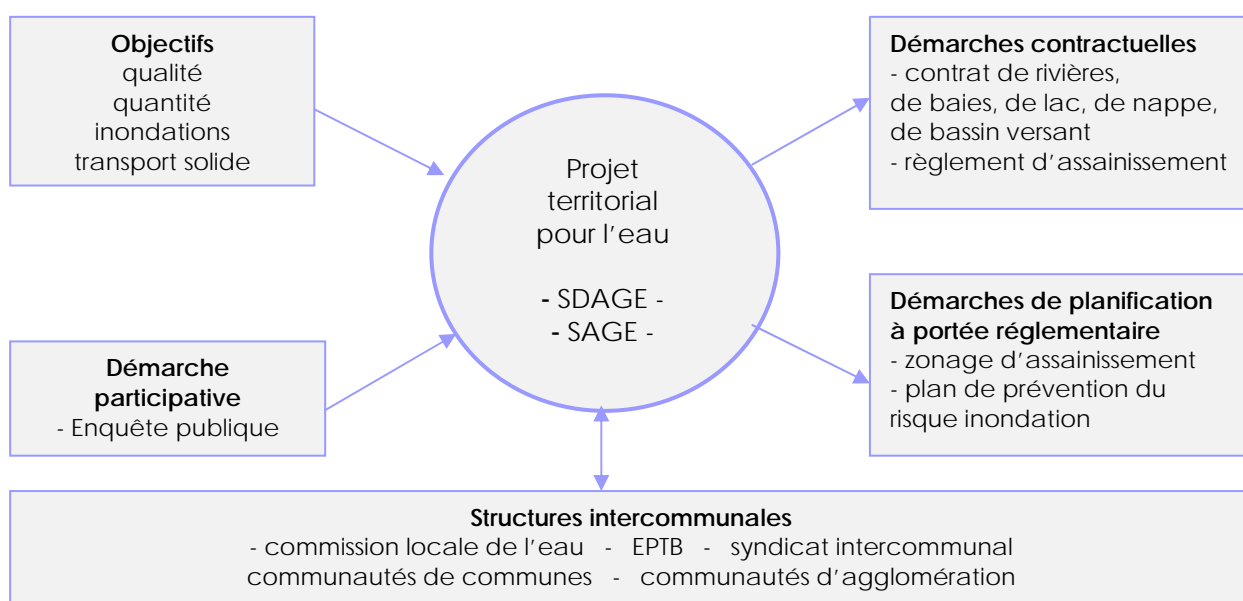 Objectifs
qualité
quantité
inondations
transport solide
Démarche
participative
- Enquête publique
Projet
territorial
pour l'eau
- SDAGE -
- SAGE -
Démarches contractuelles
- contrat de rivières,
de baies, de lac, de nappe,
de bassin versant
- règlement d'assainissement
Démarches de planification
à portée réglementaire
- zonage d'assainissement
- plan de prévention du
risque inondation
Structures intercommunales
- commission locale de l'eau - EPTB - syndicat intercommunal
communautés de communes - communautés d'agglomération